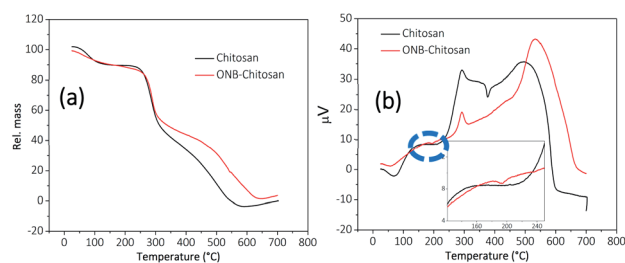 120
100
80
60
40
20
0
-20
Rel. mass
Chitosan
ONB-Chitosan
(a)
0 100 200 300 400 500 600 700 800
Temperature (°C)
50
40
30
20
10
0
-10
-20
μV
Chitosan
ONB-Chitosan
(b)
8
4
160 200 240
0 100 200 300 400 500 600 700 800
Temperature (°C)